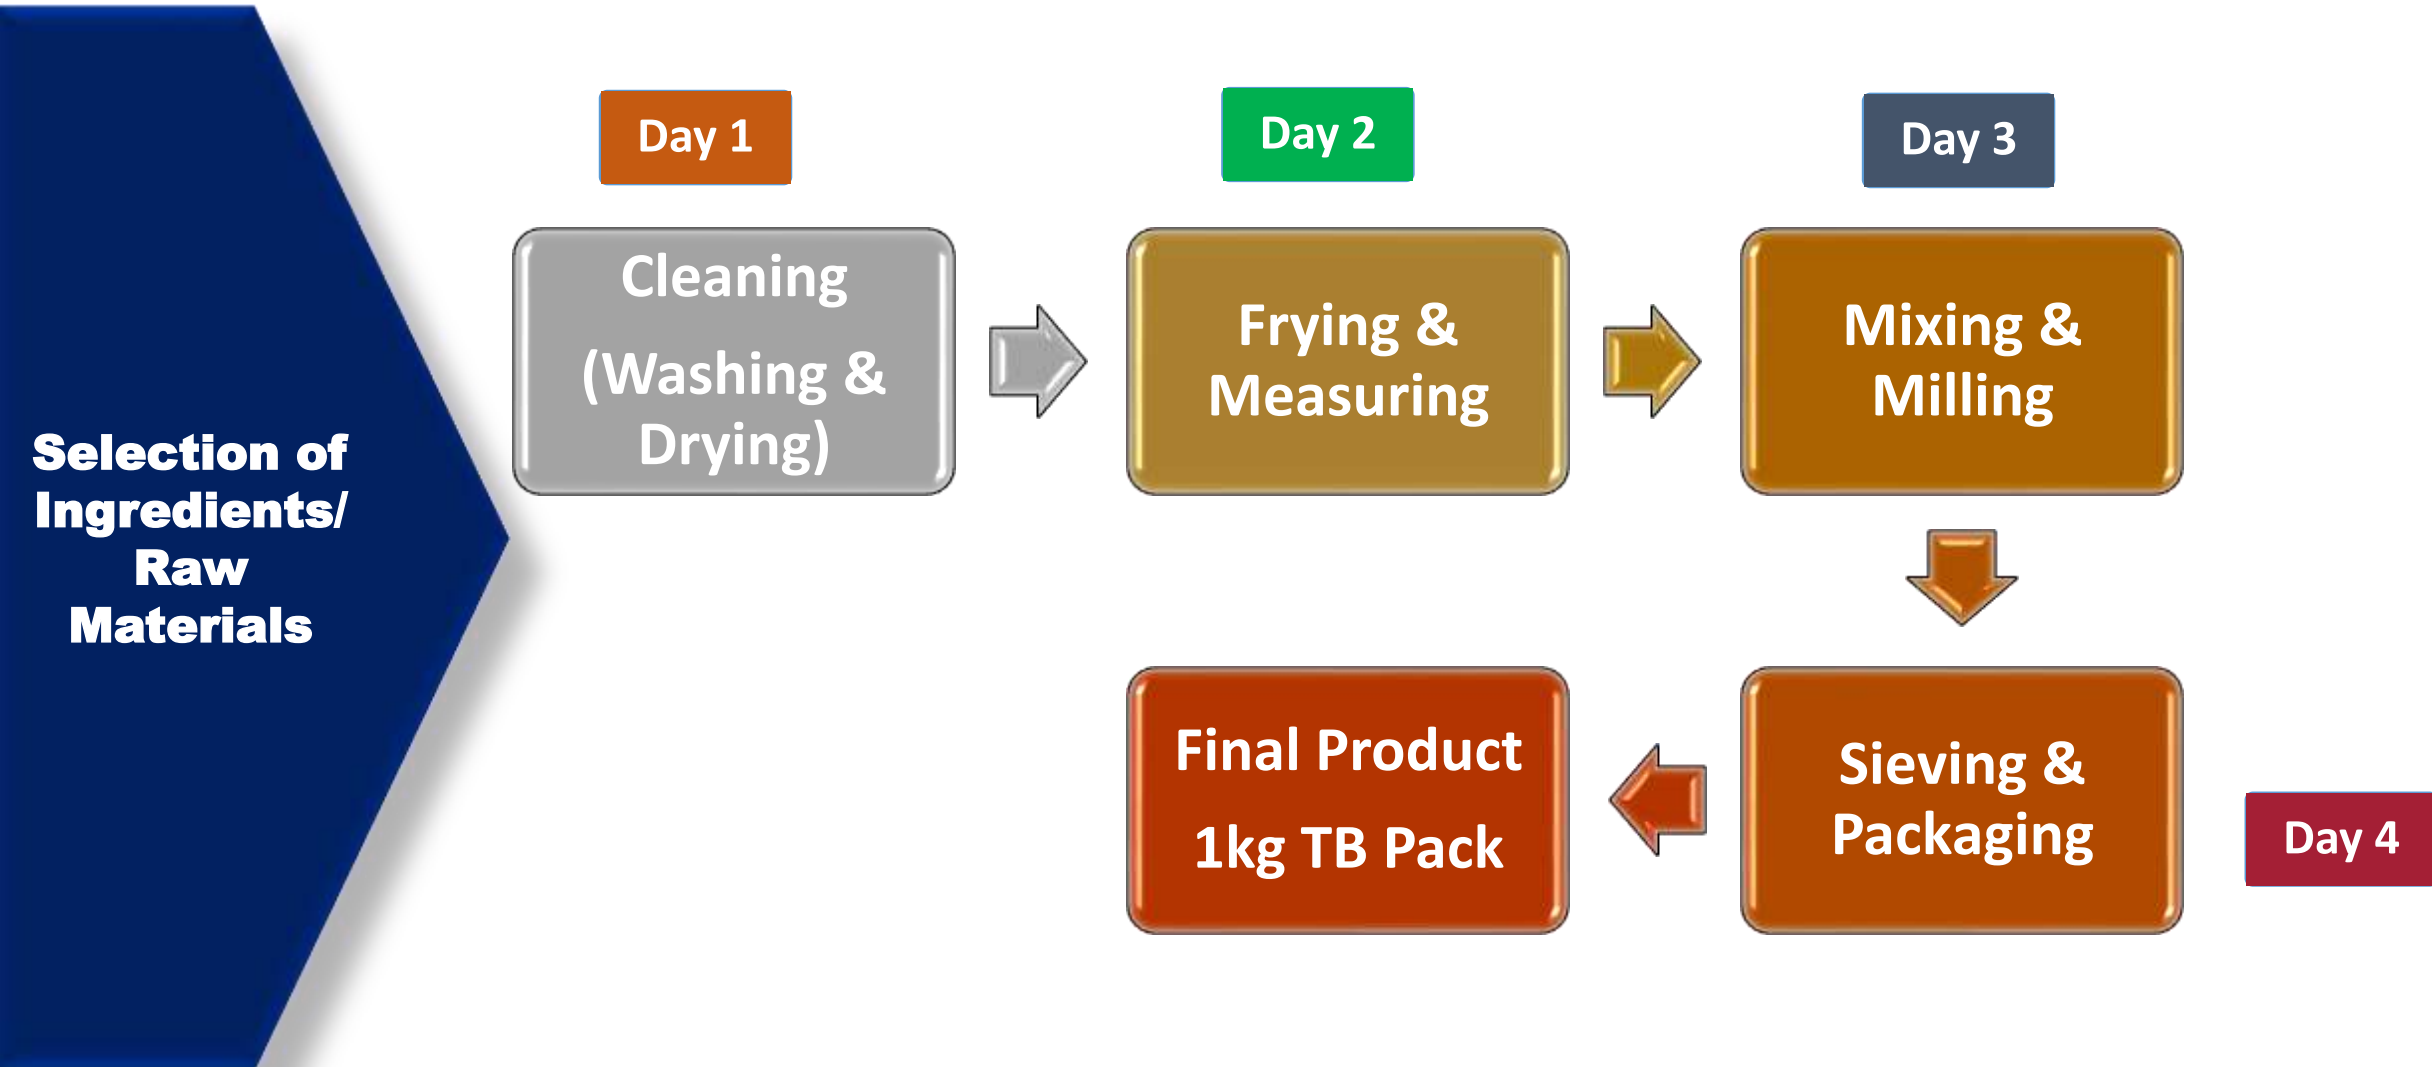 Selection of
Ingredients/
Raw
Materials
Day 1
Cleaning
(Washing &
Drying)
Day 2
Frying &
Measuring
Day 3
Mixing &
Milling
Sieving &
Packaging
Day 4
Final Product
1kg TB Pack